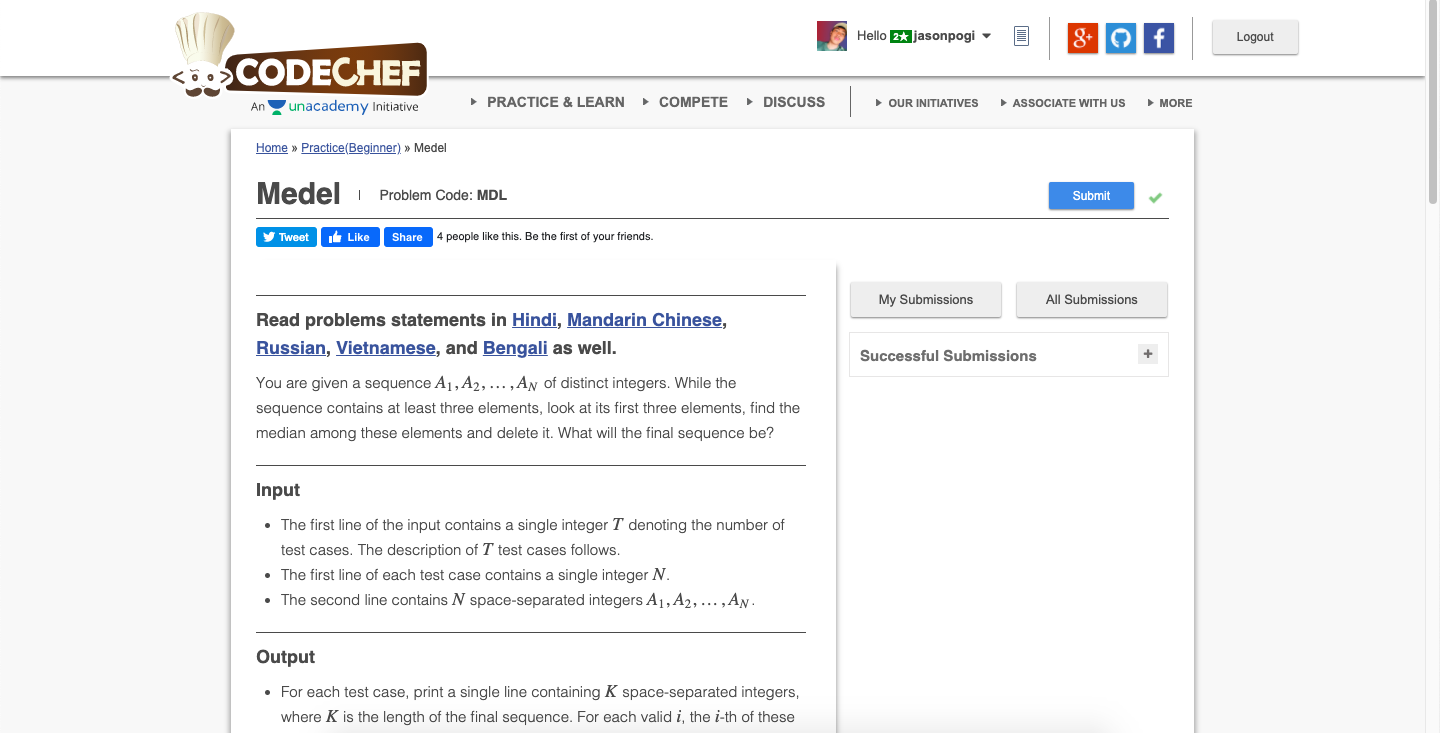 Hello 2★ jasonpogi
g+
f
Logout
CODECHEF
An unacademy Initiative
PRACTICE & LEARN
COMPETE
DISCUSS
OUR INITIATIVES
ASSOCIATE WITH US
MORE
Home » Practice(Beginner) » Medel
Medel
Problem Code: MDL
Submit
Tweet
Like
Share
4 people like this. Be the first of your friends.
My Submissions
All Submissions
Successful Submissions
+
Read problems statements in Hindi, Mandarin Chinese,
Russian, Vietnamese, and Bengali as well.
You are given a sequence A1, A2, …, AN of distinct integers. While the
sequence contains at least three elements, look at its first three elements, find the
median among these elements and delete it. What will the final sequence be?
Input
• The first line of the input contains a single integer T denoting the number of
test cases. The description of T test cases follows.
• The first line of each test case contains a single integer N.
• The second line contains N space-separated integers A1, A2, …, AN.
Output
• For each test case, print a single line containing K space-separated integers,
where K is the length of the final sequence. For each valid i, the i-th of these